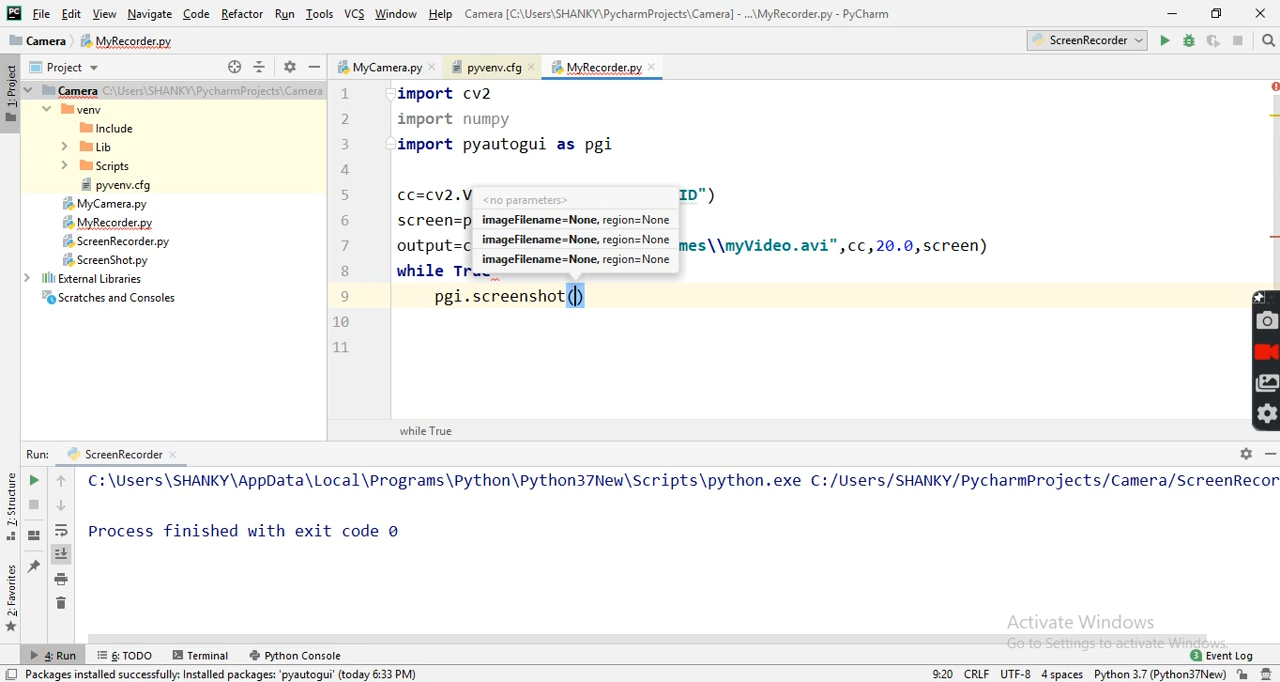 File Edit View Navigate Code Refactor Run Tools VCS Window Help Camera [C:\Users\SHANKY\PycharmProjects\Camera] - ...\MyRecorder.py - PyCharm
Camera MyRecorder.py ScreenRecorder
1: Project
Project MyCamera.py pyvenv.cfg MyRecorder.py
Camera C:\Users\SHANKY\PycharmProjects\Camera
venv
Include
Lib
Scripts
pyvenv.cfg
MyCamera.py
MyRecorder.py
ScreenRecorder.py
ScreenShot.py
External Libraries
Scratches and Consoles
1 import cv2
2 import numpy
3 import pyautogui as pgi
4
5 cc=cv2.V ID")
6 screen=p
7 output=c mes\\myVideo.avi",cc,20.0,screen)
8 while True
9 pgi.screenshot()
10
11
<no parameters>
imageFilename=None, region=None
imageFilename=None, region=None
imageFilename=None, region=None
while True
Run: ScreenRecorder
C:\Users\SHANKY\AppData\Local\Programs\Python\Python37New\Scripts\python.exe C:/Users/SHANKY/PycharmProjects/Camera/ScreenRecor
Process finished with exit code 0
Z: Structure
2: Favorites
Activate Windows
Go to Settings to activate Windows.
4: Run 6: TODO Terminal Python Console 3 Event Log
Packages installed successfully: Installed packages: 'pyautogui' (today 6:33 PM) 9:20 CRLF UTF-8 4 spaces Python 3.7 (Python37New)